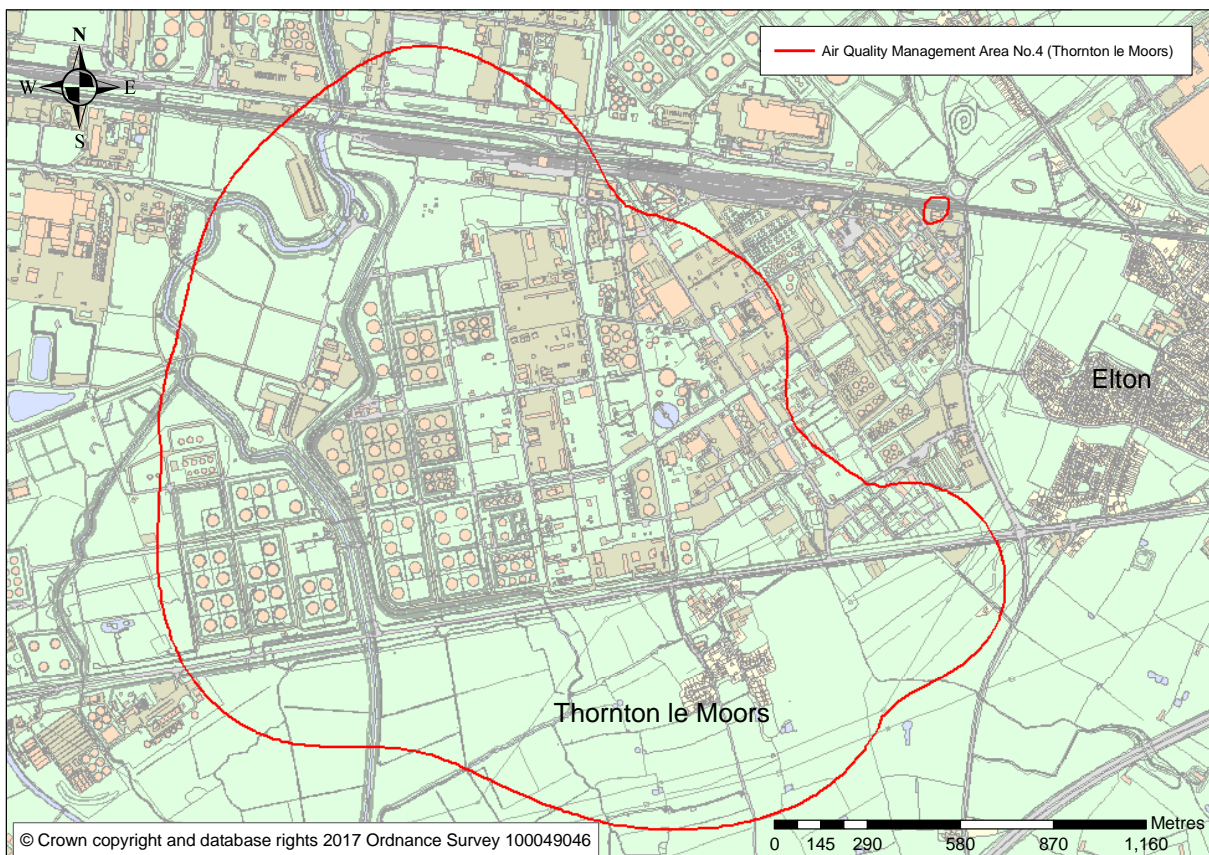 N
W E
S
Air Quality Management Area No.4 (Thornton le Moors)
Elton
Thornton le Moors
© Crown copyright and database rights 2017 Ordnance Survey 100049046
Metres
0 145 290 580 870 1,160